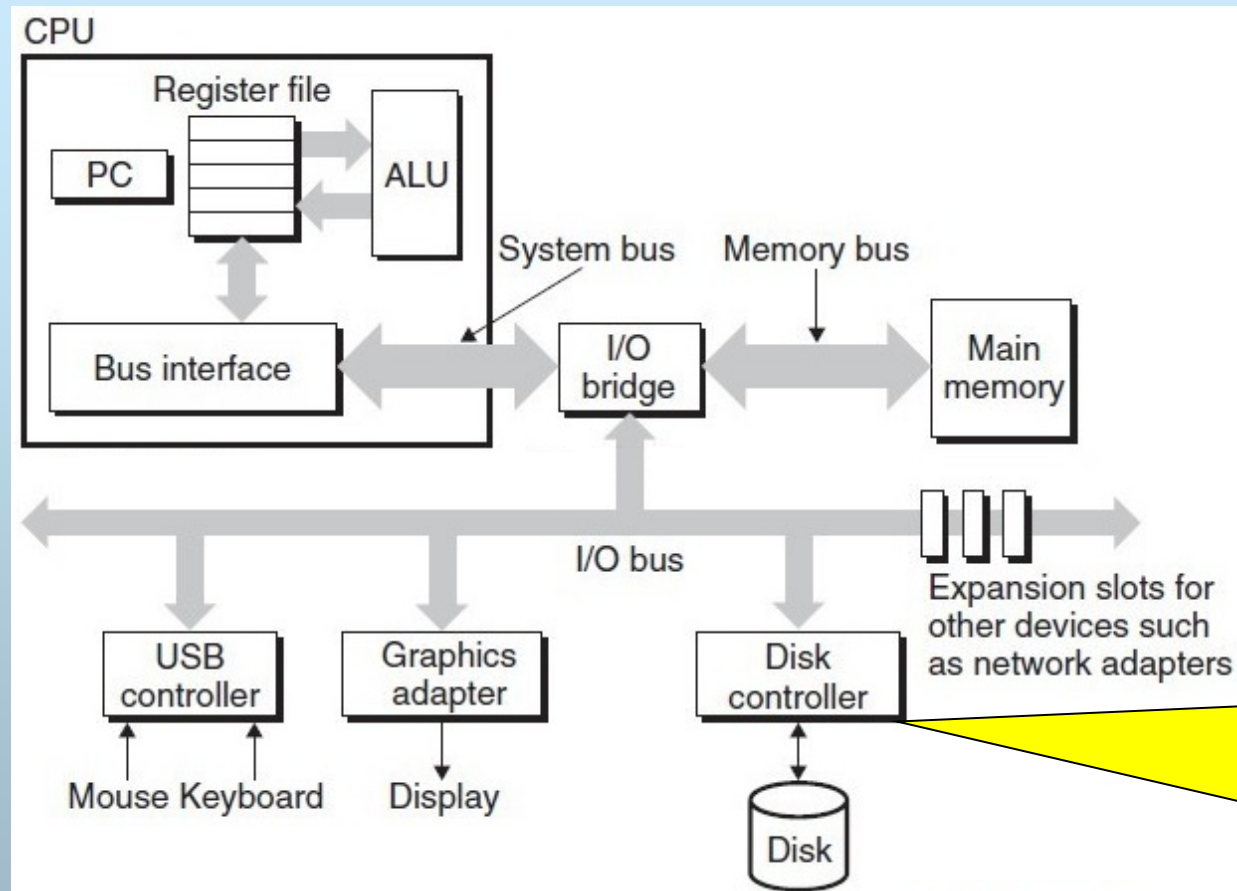 CPU
Register file
PC
ALU
System bus
Memory bus
Bus interface
I/O
bridge
Main
memory
I/O bus
Expansion slots for
other devices such
as network adapters
USB
controller
Graphics
adapter
Disk
controller
Mouse Keyboard
Display
Disk